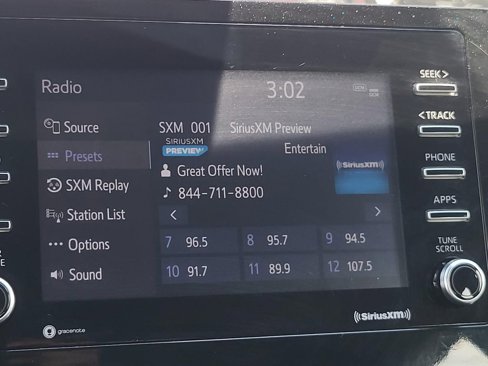 Radio 3:02
DCM
DCM
SEEK >
< TRACK
Source
SXM 001 SiriusXM Preview
SIRIUSXM
PREVIEW
Entertain
Presets
Great Offer Now!
((SiriusXM))
PHONE
SXM Replay
844-711-8800
APPS
Station List
< >
Options
7 96.5 8 95.7 9 94.5
TUNE
SCROLL
Sound
10 91.7 11 89.9 12 107.5
gracenote
((SiriusXM))